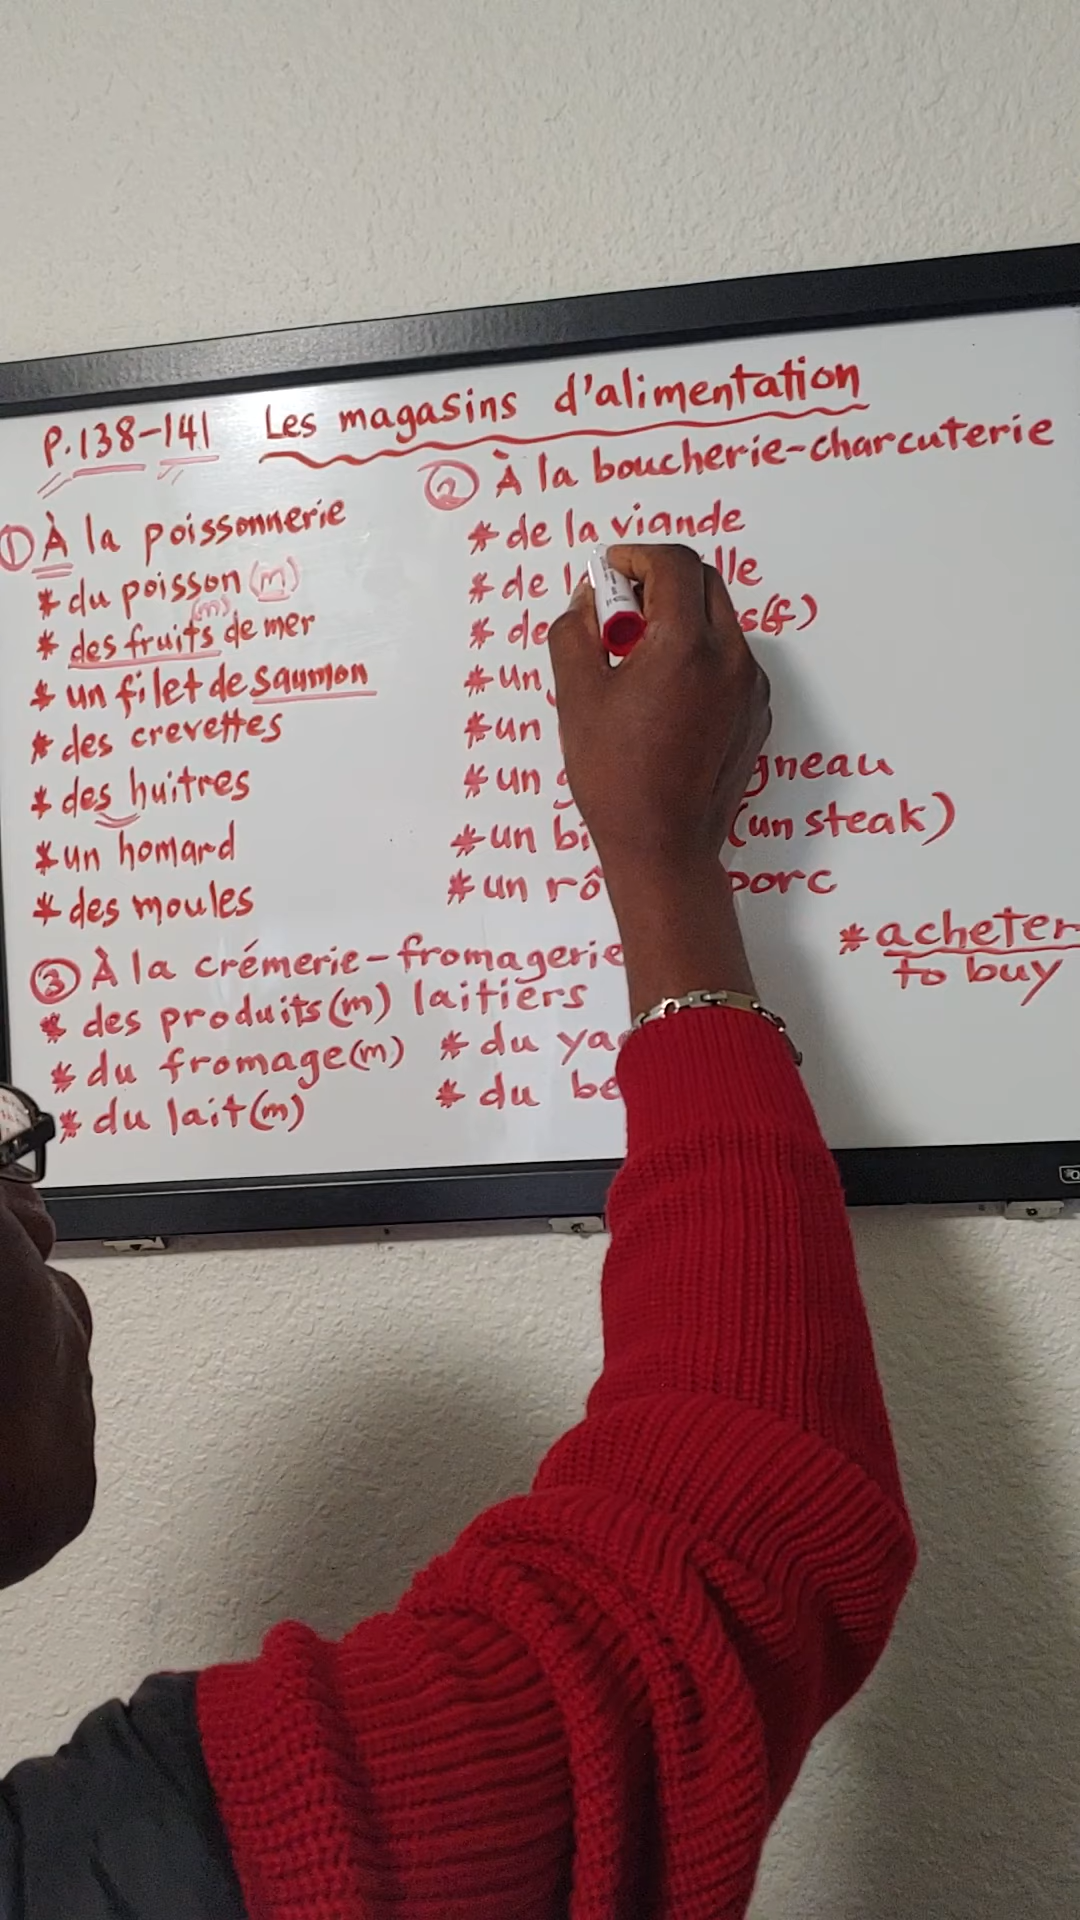 P.138-141 Les magasins d'alimentation
① À la poissonnerie
* du poisson (m)
(m)
* des fruits de mer
* un filet de saumon
* des crevettes
* des huitres
* un homard
* des moules
② À la boucherie-charcuterie
* de la viande
* de
* (f)
* un
* un
* un
* un (un steak)
* un porc
* acheter
to buy
③ À la crémerie-fromagerie
* des produits (m) laitiers
* du fromage (m)
* du lait (m)
* du
* du